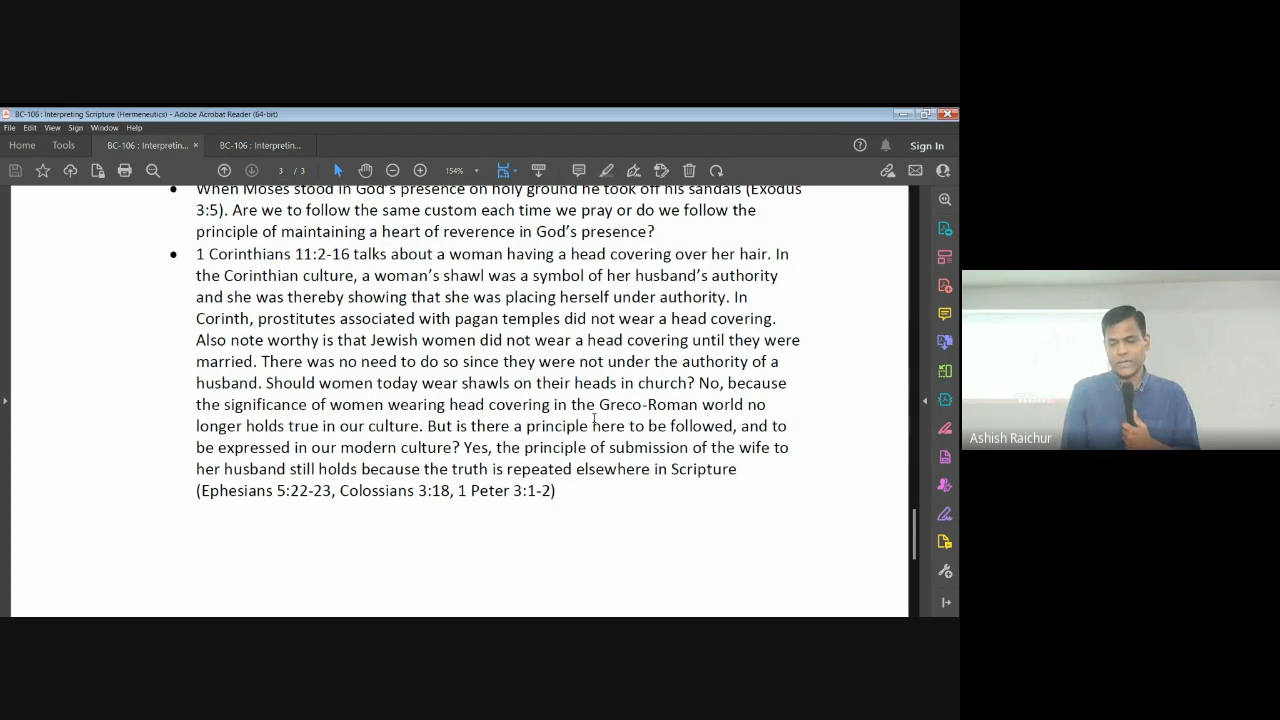 BC-106 : Interpreting Scripture (Hermeneutics) - Adobe Acrobat Reader (64-bit)
File Edit View Sign Window Help
Home Tools BC-106 : Interpretin... × BC-106 : Interpretin... Sign In
3 / 3 154%
When Moses stood in God's presence on holy ground he took off his sandals (Exodus
3:5). Are we to follow the same custom each time we pray or do we follow the
principle of maintaining a heart of reverence in God's presence?
1 Corinthians 11:2-16 talks about a woman having a head covering over her hair. In
the Corinthian culture, a woman's shawl was a symbol of her husband's authority
and she was thereby showing that she was placing herself under authority. In
Corinth, prostitutes associated with pagan temples did not wear a head covering.
Also note worthy is that Jewish women did not wear a head covering until they were
married. There was no need to do so since they were not under the authority of a
husband. Should women today wear shawls on their heads in church? No, because
the significance of women wearing head covering in the Greco-Roman world no
longer holds true in our culture. But is there a principle here to be followed, and to
be expressed in our modern culture? Yes, the principle of submission of the wife to
her husband still holds because the truth is repeated elsewhere in Scripture
(Ephesians 5:22-23, Colossians 3:18, 1 Peter 3:1-2)
Ashish Raichur